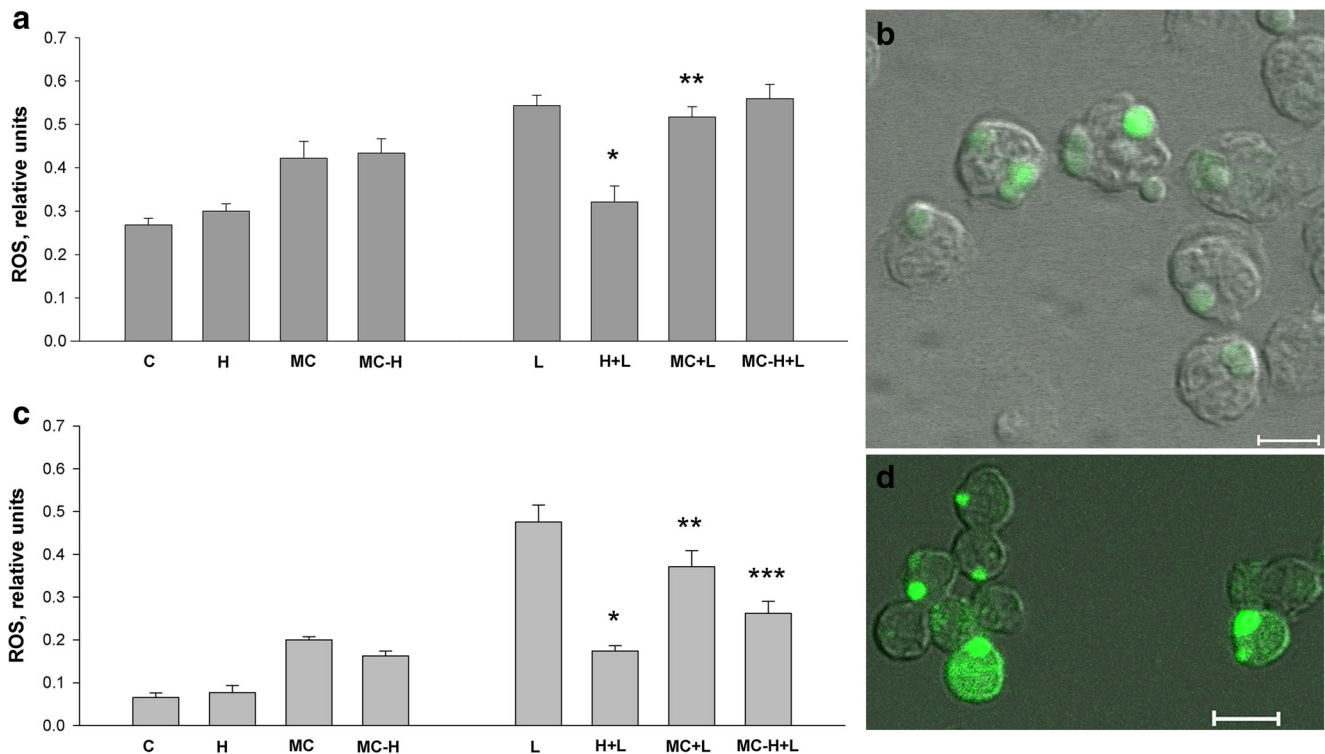 a
ROS, relative units
0.7
0.6
0.5
0.4
0.3
0.2
0.1
0.0
* **
C H MC MC-H L H+L MC+L MC-H+L
b
c
ROS, relative units
0.7
0.6
0.5
0.4
0.3
0.2
0.1
0.0
* ** ***
C H MC MC-H L H+L MC+L MC-H+L
d